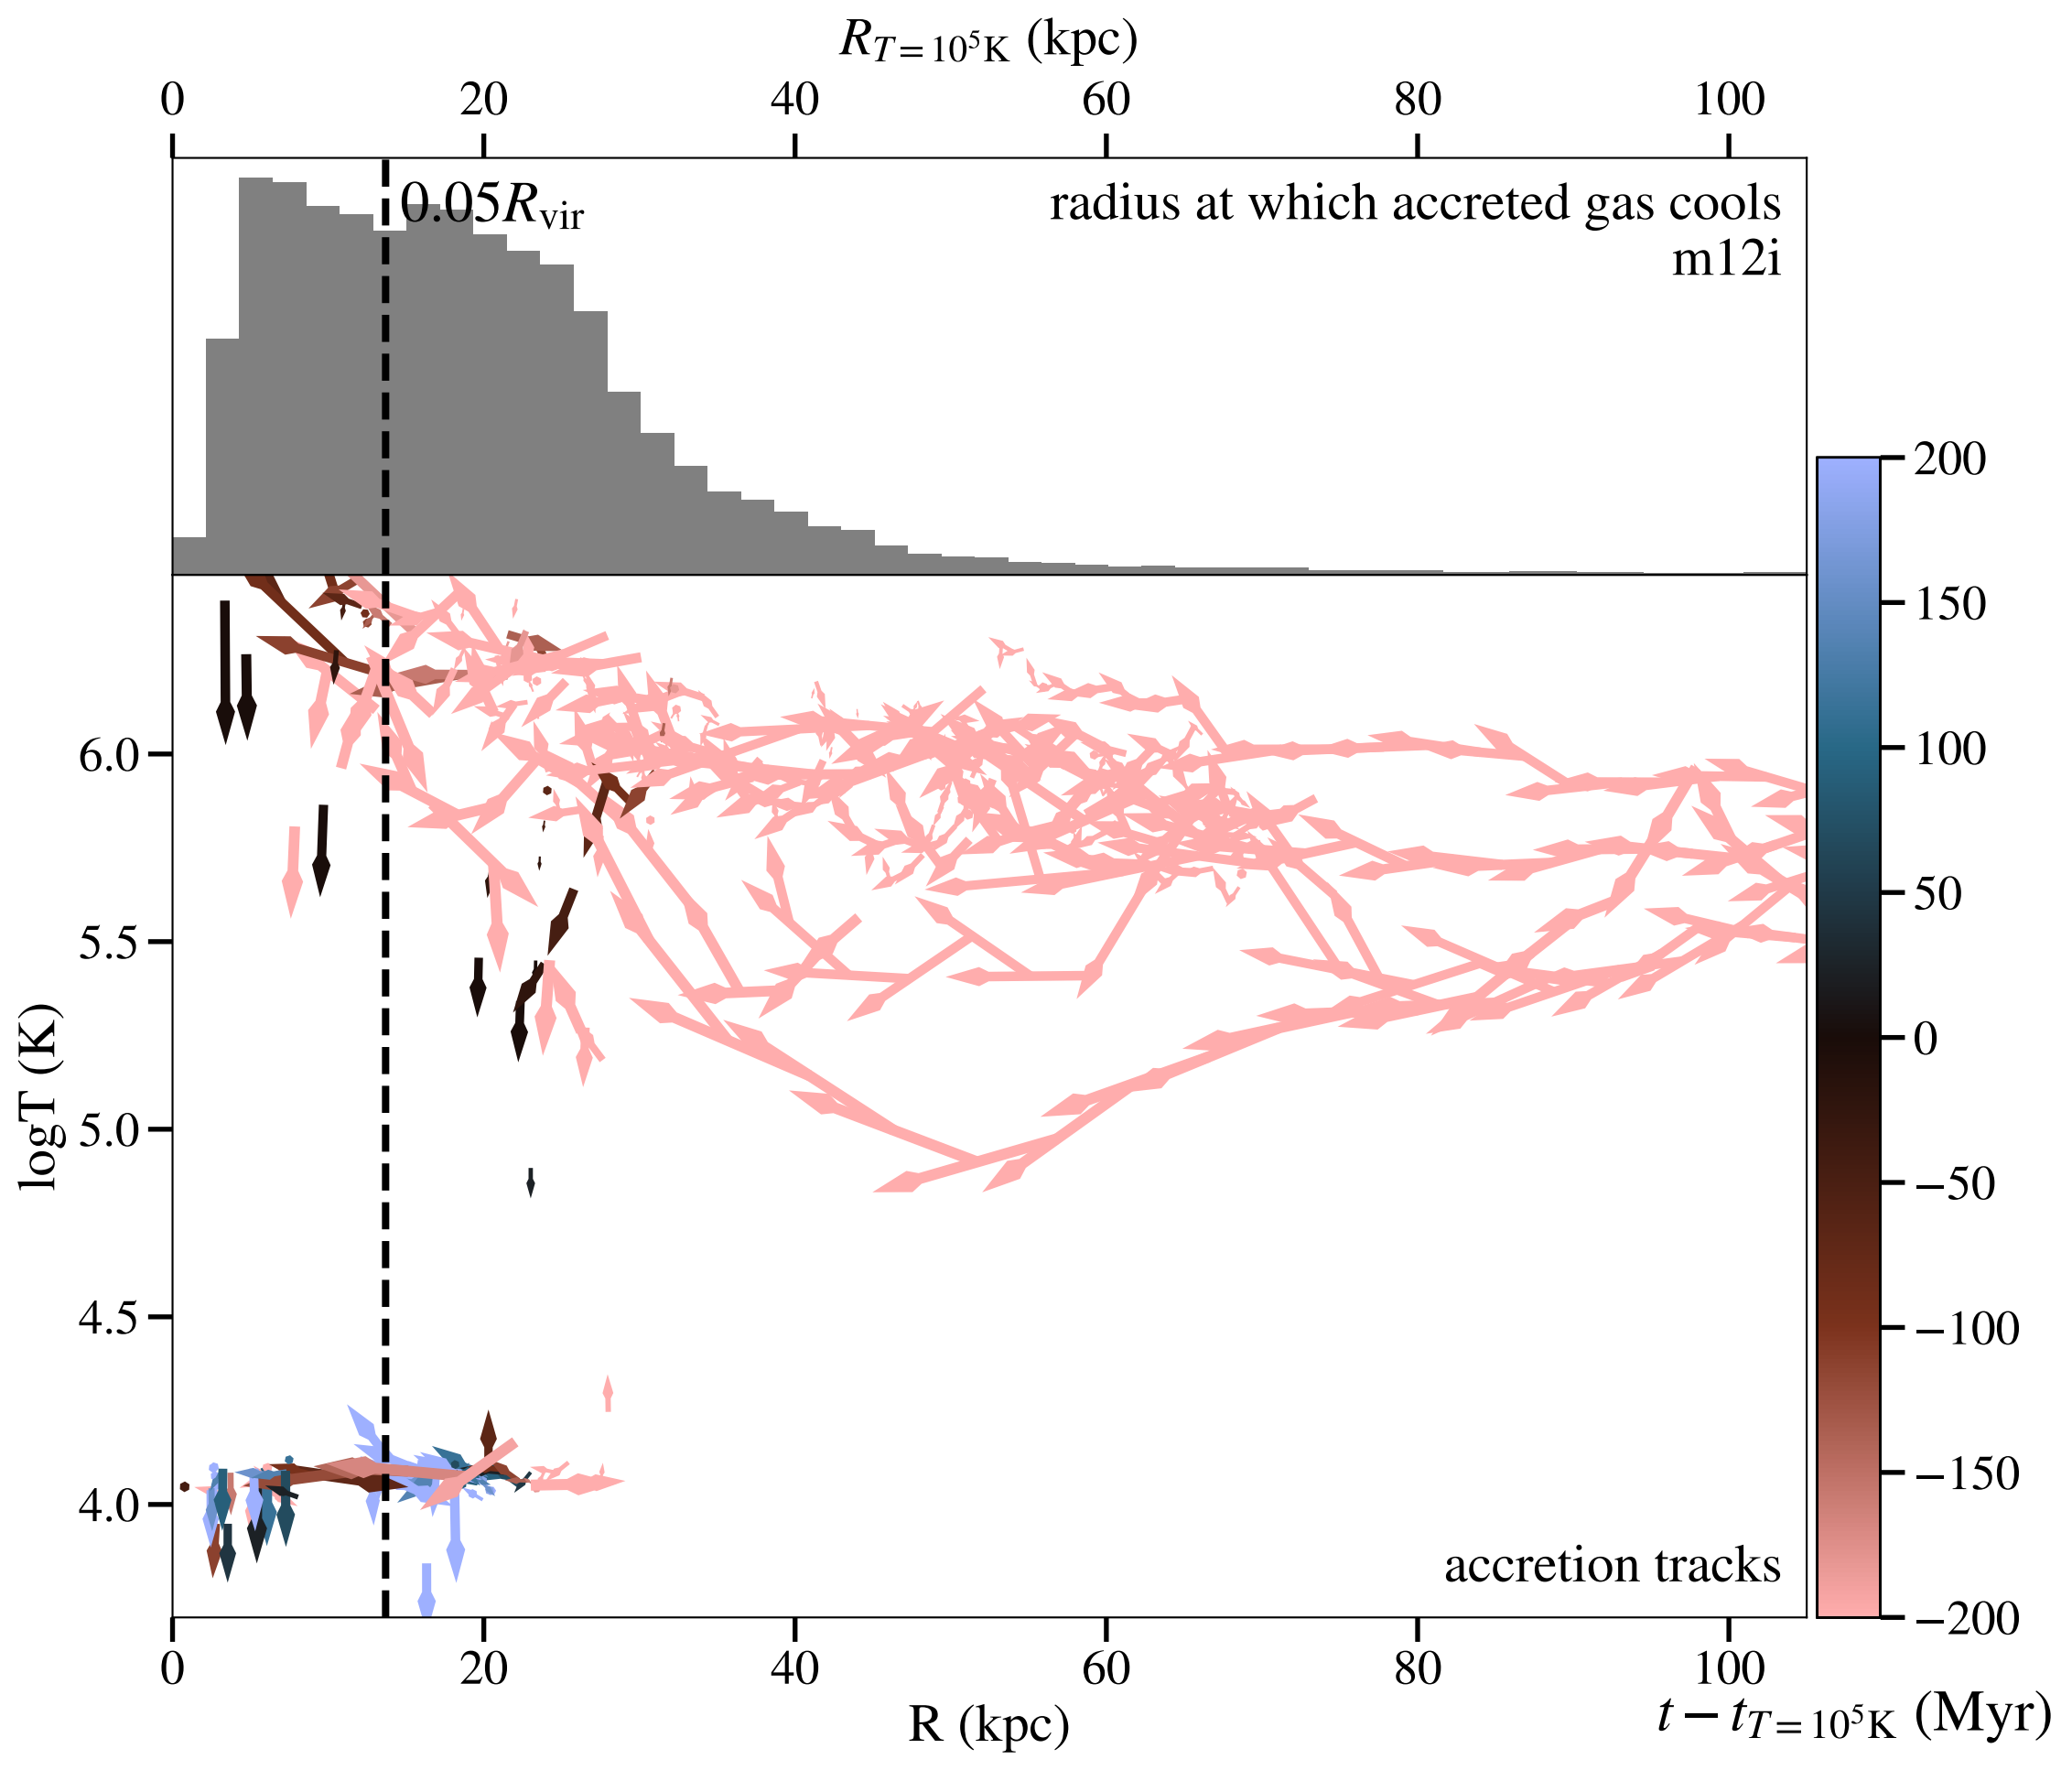 R_{T=10^5K} (kpc)
0 20 40 60 80 100
0.05R_{vir}
radius at which accreted gas cools
m12i
200
150
100
50
0
−50
−100
−150
−200
6.0
5.5
5.0
4.5
4.0
logT (K)
accretion tracks
0 20 40 60 80 100
R (kpc)
t − t_{T=10^5K} (Myr)